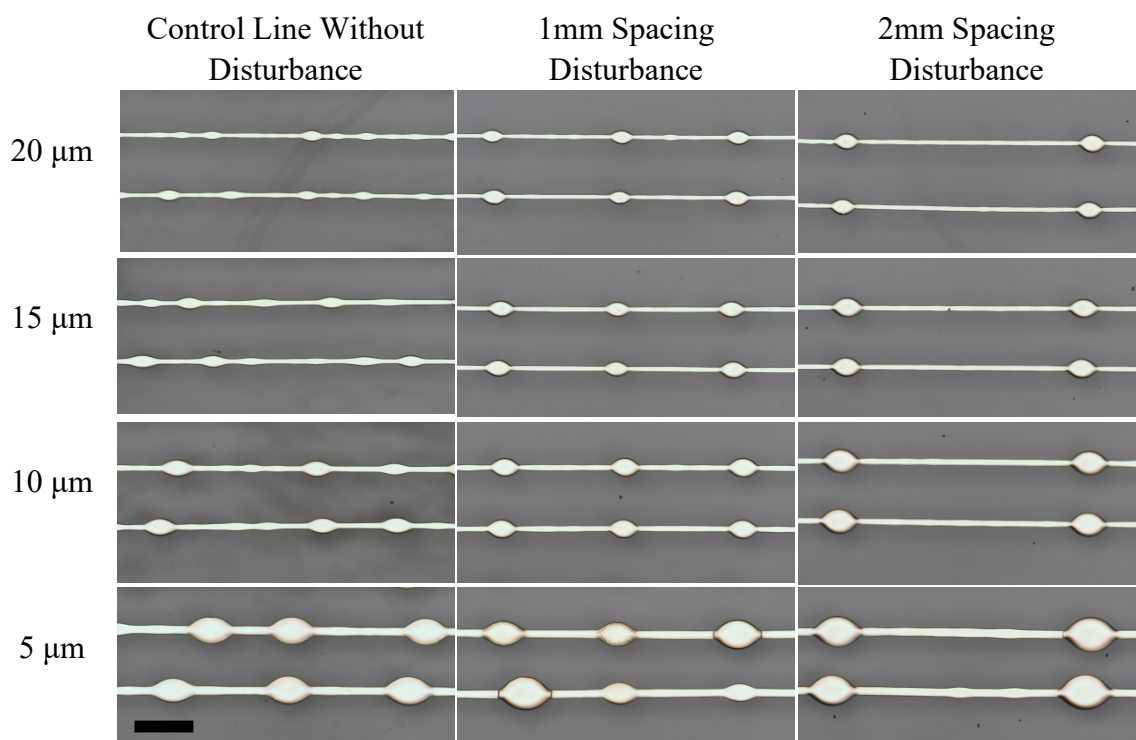 Control Line Without
Disturbance
1mm Spacing
Disturbance
2mm Spacing
Disturbance
20 μm
15 μm
10 μm
5 μm